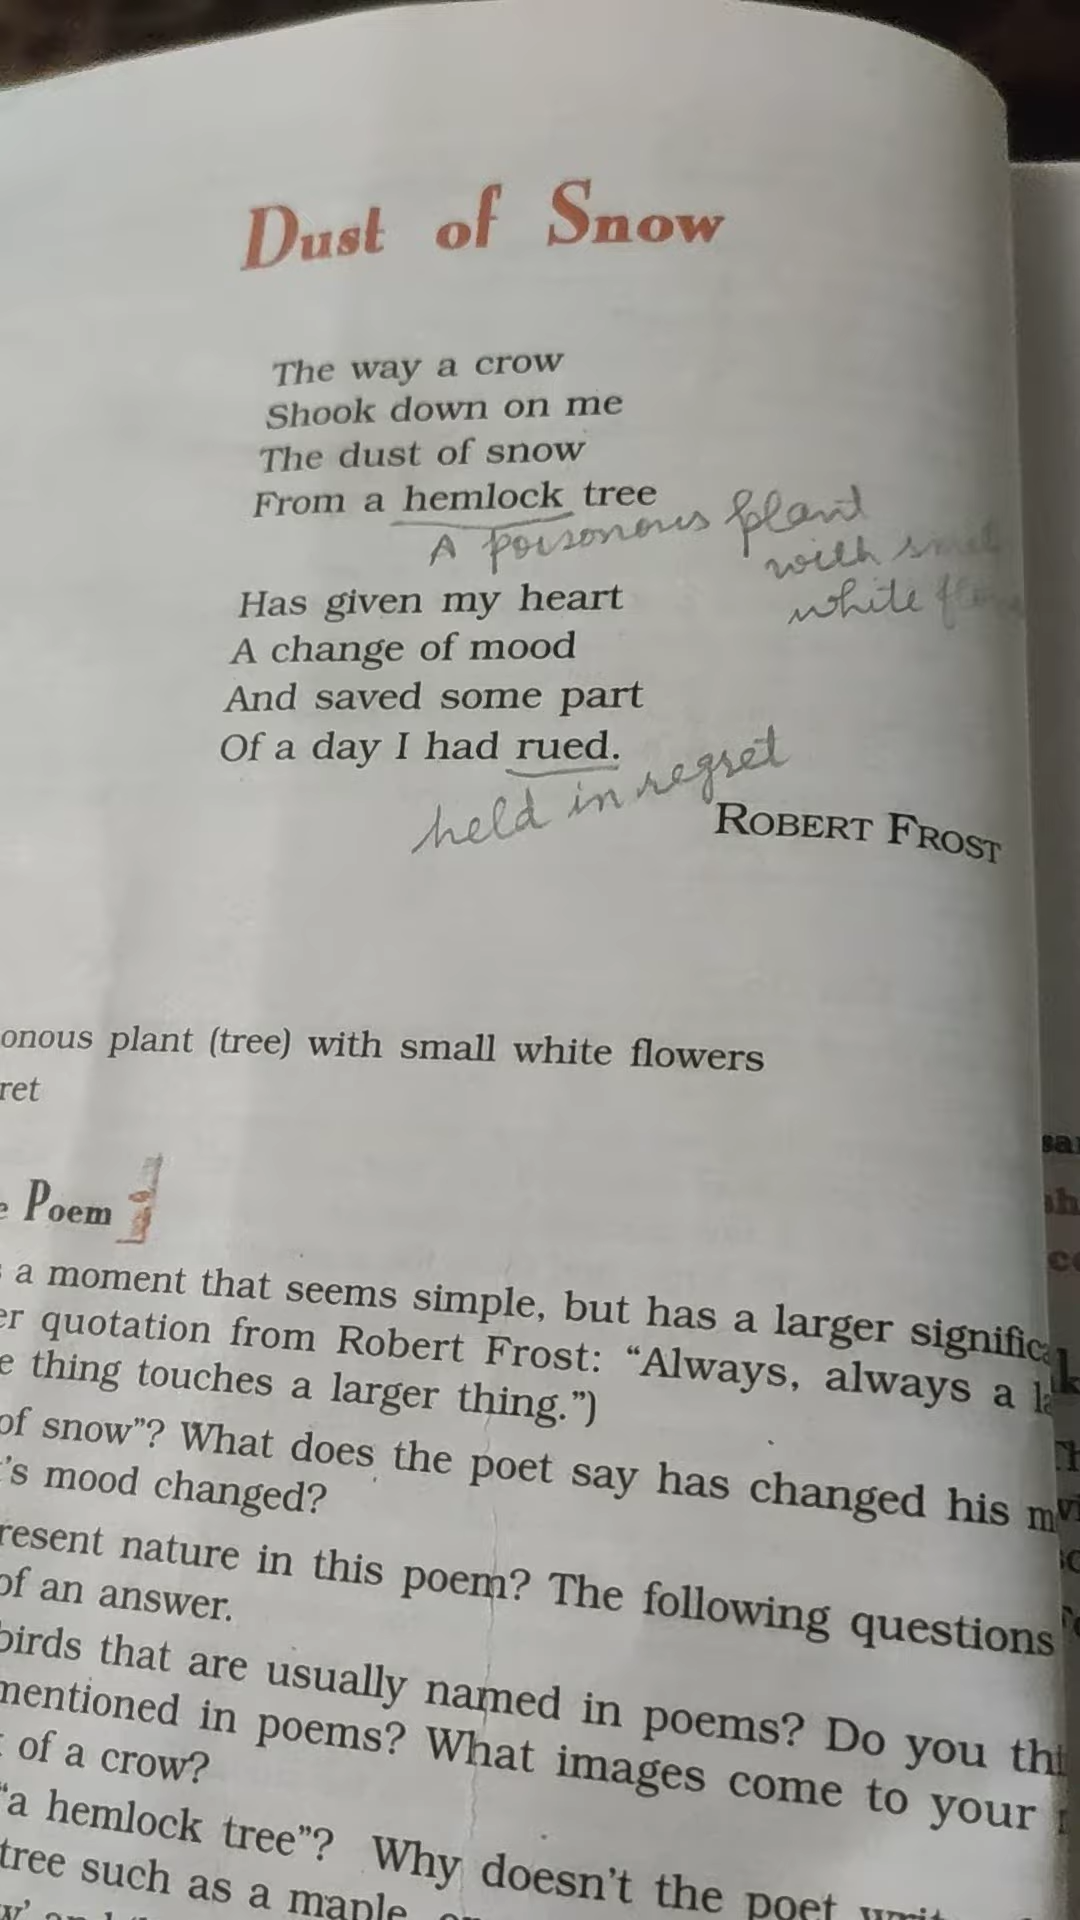 Dust of Snow
The way a crow
Shook down on me
The dust of snow
From a hemlock tree
A poisonous plant
with small
white
Has given my heart
A change of mood
And saved some part
Of a day I had rued.
held in regret
ROBERT FROST
onous plant (tree) with small white flowers
ret
Poem
a moment that seems simple, but has a larger signific
er quotation from Robert Frost: “Always, always a
e thing touches a larger thing.”)
of snow”? What does the poet say has changed his m
's mood changed?
resent nature in this poem? The following questions
of an answer.
birds that are usually named in poems? Do you thi
mentioned in poems? What images come to your
of a crow?
“a hemlock tree”? Why doesn't the poet
tree such as a maple